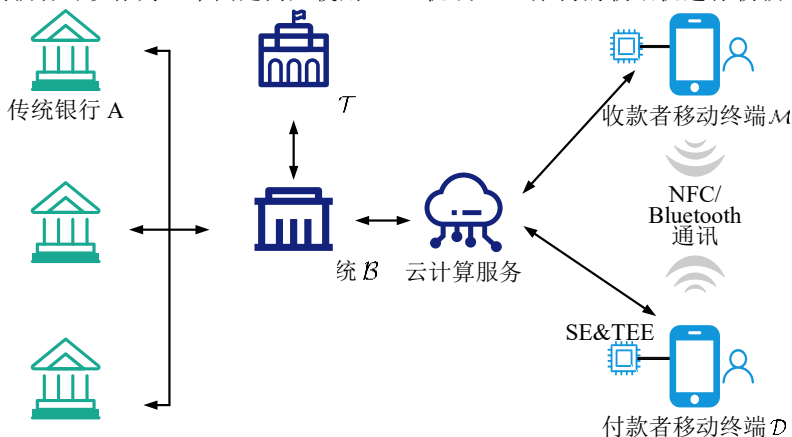 传统银行 A
𝒯
统 ℬ
云计算服务
收款者移动终端 ℳ
NFC/
Bluetooth
通讯
SE&TEE
付款者移动终端 𝒟